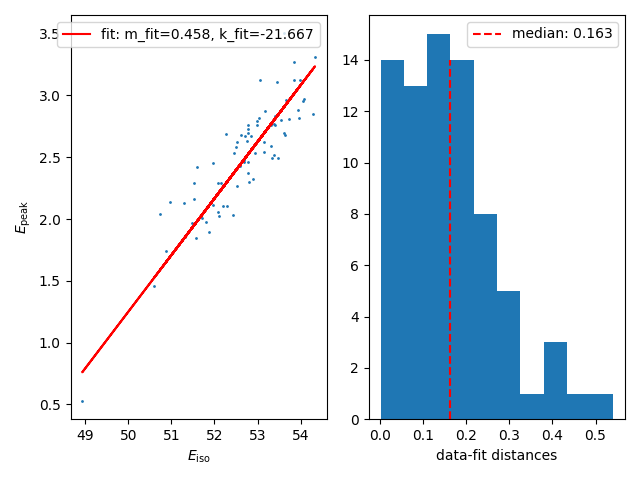 fit: m_fit=0.458, k_fit=-21.667
3.5
3.0
2.5
2.0
1.5
1.0
0.5
E_peak
49 50 51 52 53 54
E_iso
median: 0.163
14
12
10
8
6
4
2
0
0.0 0.1 0.2 0.3 0.4 0.5
data-fit distances